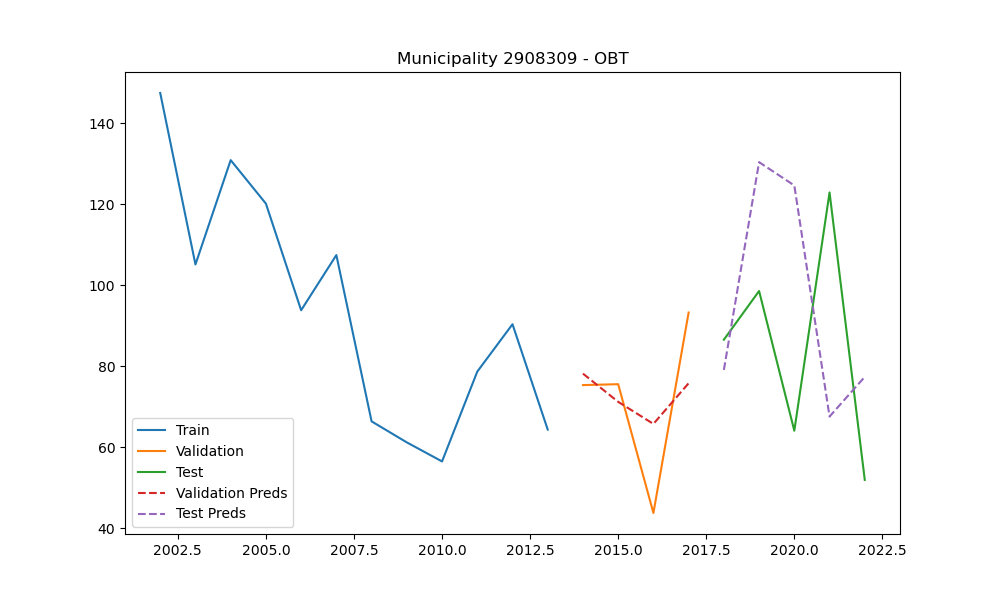 Municipality 2908309 - OBT
140
120
100
80
60
40
Train
Validation
Test
Validation Preds
Test Preds
2002.5 2005.0 2007.5 2010.0 2012.5 2015.0 2017.5 2020.0 2022.5